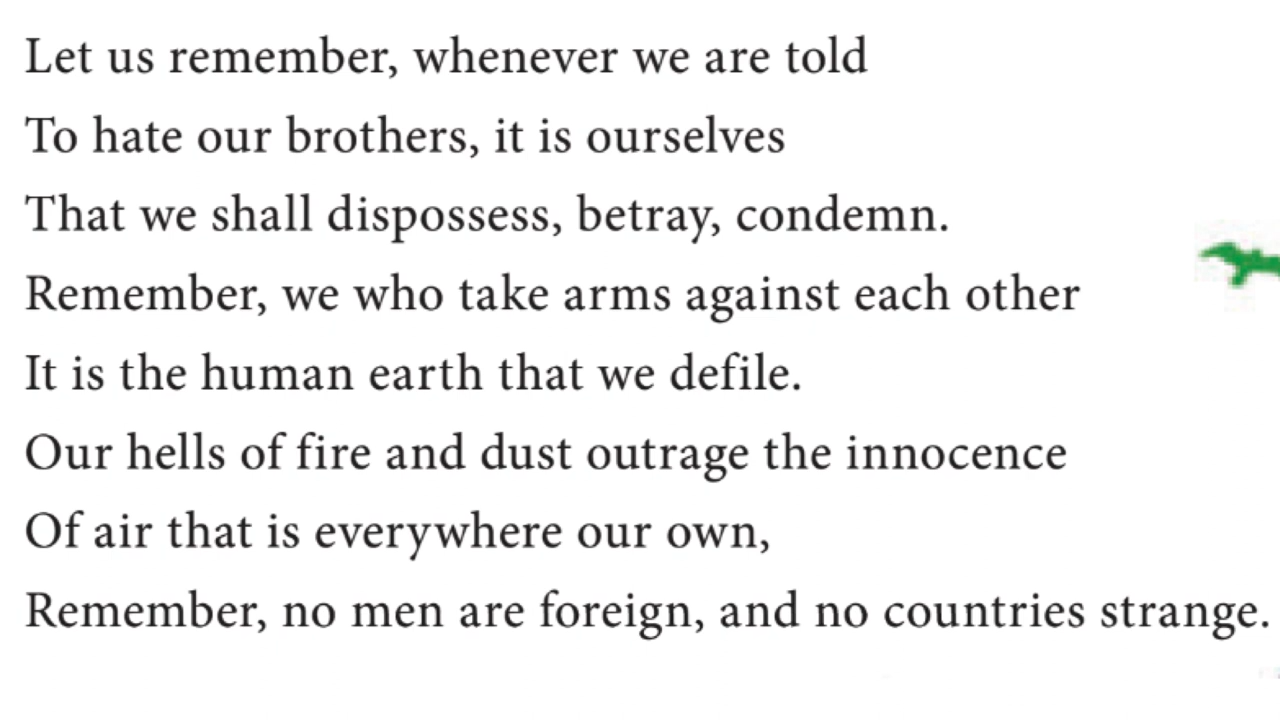 Let us remember, whenever we are told
To hate our brothers, it is ourselves
That we shall dispossess, betray, condemn.
Remember, we who take arms against each other
It is the human earth that we defile.
Our hells of fire and dust outrage the innocence
Of air that is everywhere our own,
Remember, no men are foreign, and no countries strange.